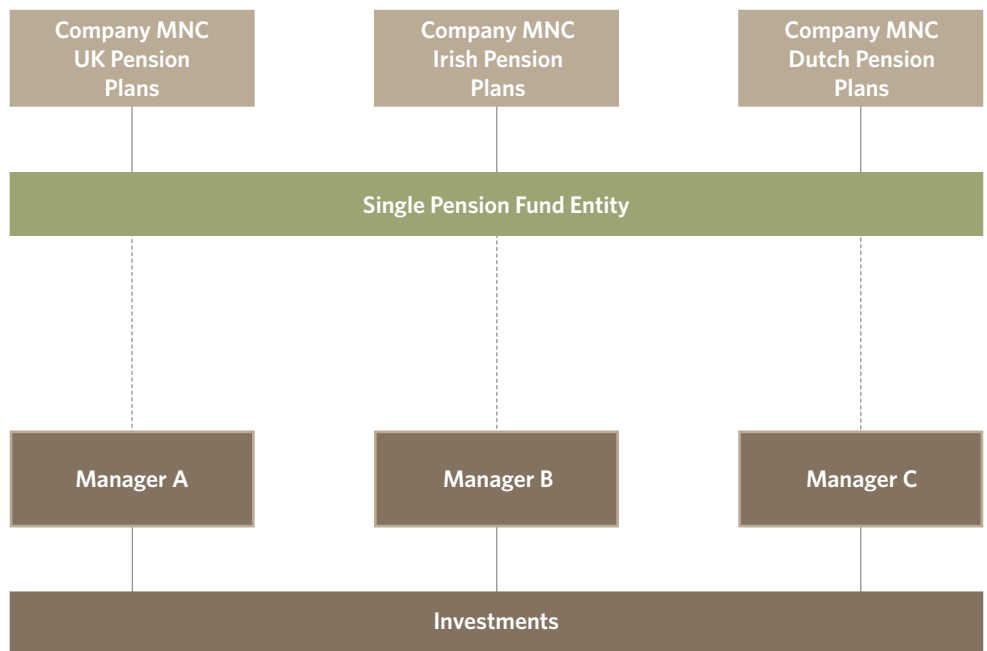 Company MNC
UK Pension
Plans
Company MNC
Irish Pension
Plans
Company MNC
Dutch Pension
Plans
Single Pension Fund Entity
Manager A
Manager B
Manager C
Investments